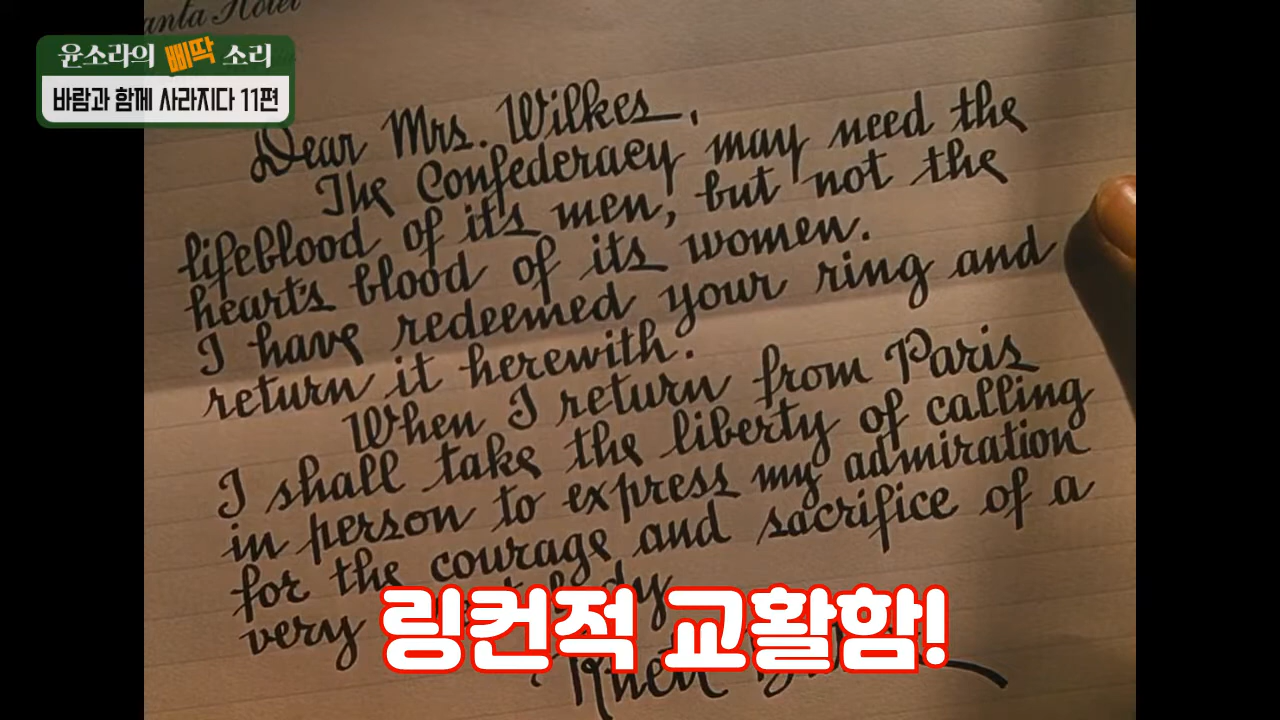 anta Hotel
윤소라의 삐딱 소리
바람과 함께 사라지다 11편
Dear Mrs. Wilkes,
The Confederacy may need the
lifeblood of it's men, but not the
heart's blood of its women.
I have redeemed your ring and
return it herewith.
When I return from Paris
I shall take the liberty of calling
in person to express my admiration
for the courage and sacrifice of a
very
링컨적 교활함!
Rhett